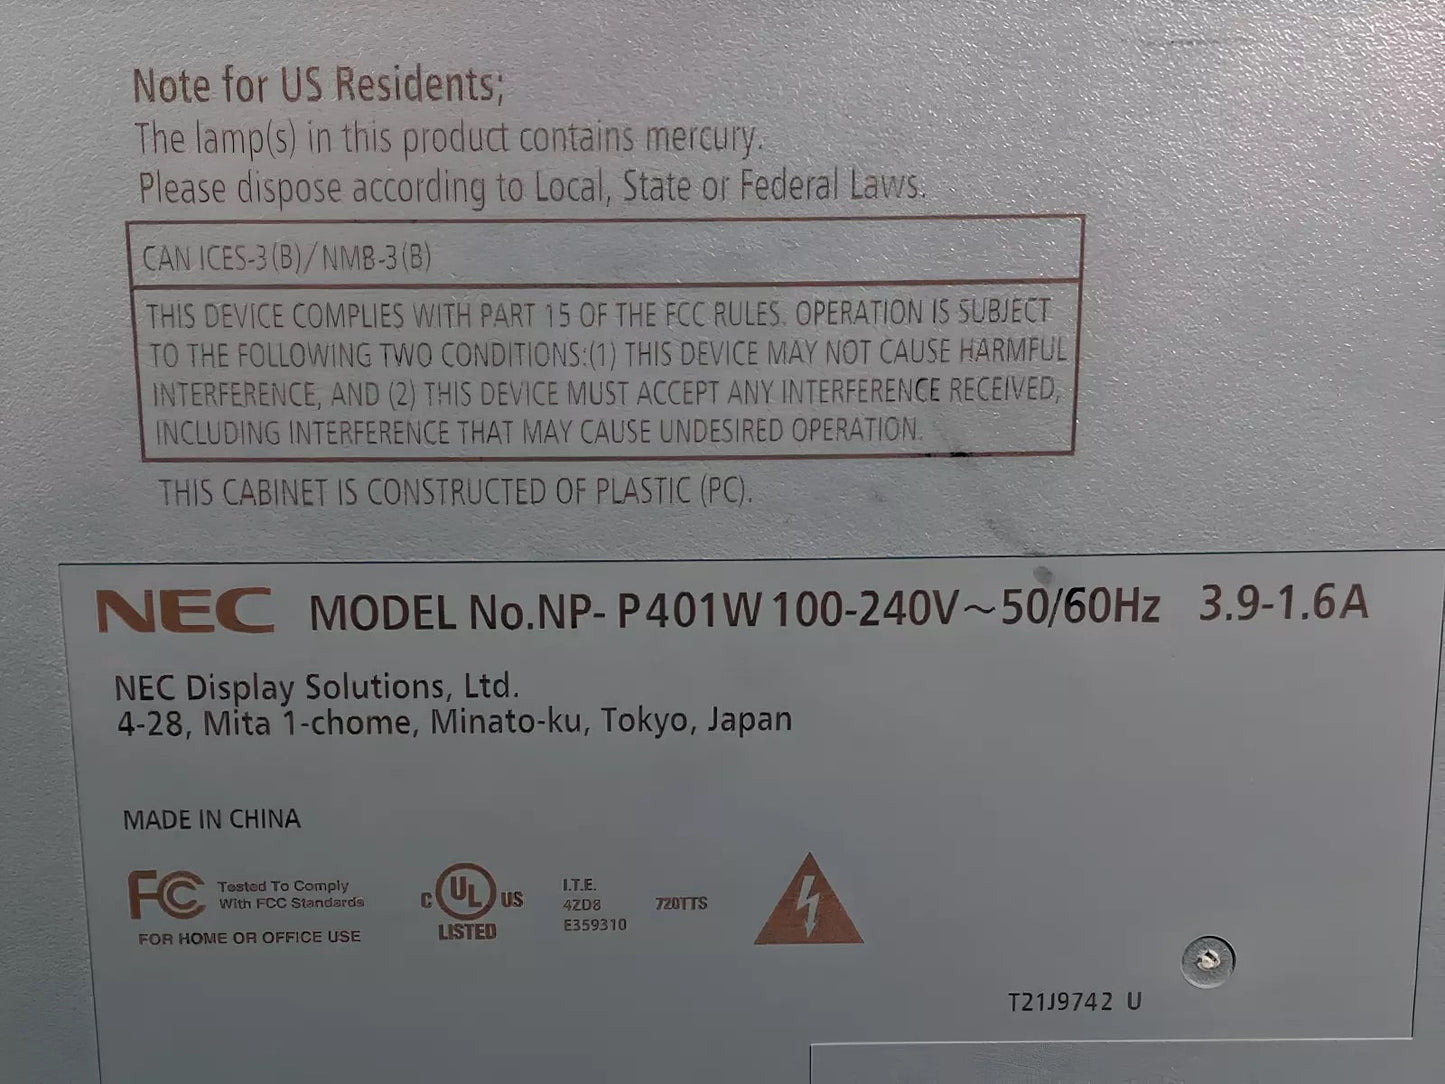 Note for US Residents;
The lamp(s) in this product contains mercury.
Please dispose according to Local, State or Federal Laws.
CAN ICES-3(B)/NMB-3(B)
THIS DEVICE COMPLIES WITH PART 15 OF THE FCC RULES. OPERATION IS SUBJECT
TO THE FOLLOWING TWO CONDITIONS:(1) THIS DEVICE MAY NOT CAUSE HARMFUL
INTERFERENCE, AND (2) THIS DEVICE MUST ACCEPT ANY INTERFERENCE RECEIVED,
INCLUDING INTERFERENCE THAT MAY CAUSE UNDESIRED OPERATION.
THIS CABINET IS CONSTRUCTED OF PLASTIC (PC).
NEC MODEL No.NP- P401W 100-240V~50/60Hz 3.9-1.6A
NEC Display Solutions, Ltd.
4-28, Mita 1-chome, Minato-ku, Tokyo, Japan
MADE IN CHINA
FC Tested To Comply
With FCC Standards
FOR HOME OR OFFICE USE
C UL US
LISTED
I.T.E.
4ZD8
E359310
720TTS
T21J9742 U